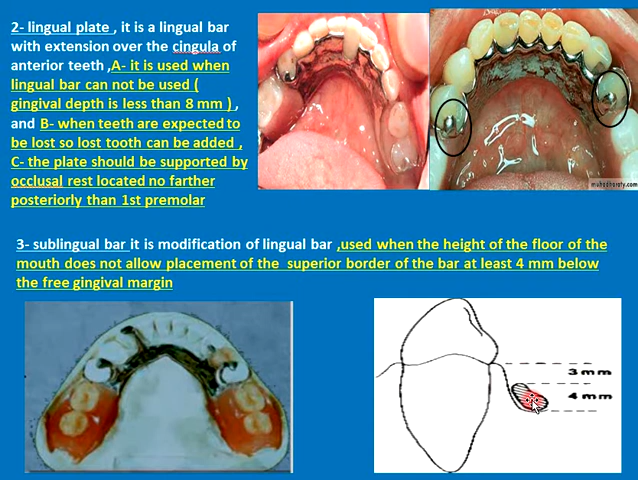 2- lingual plate , it is a lingual bar
with extension over the cingula of
anterior teeth ,A- it is used when
lingual bar can not be used (
gingival depth is less than 8 mm ) ,
and B- when teeth are expected to
be lost so lost tooth can be added ,
C- the plate should be supported by
occlusal rest located no farther
posteriorly than 1st premolar
muhadharaty.com
3- sublingual bar it is modification of lingual bar ,used when the height of the floor of the
mouth does not allow placement of the superior border of the bar at least 4 mm below
the free gingival margin
3 mm
4 mm